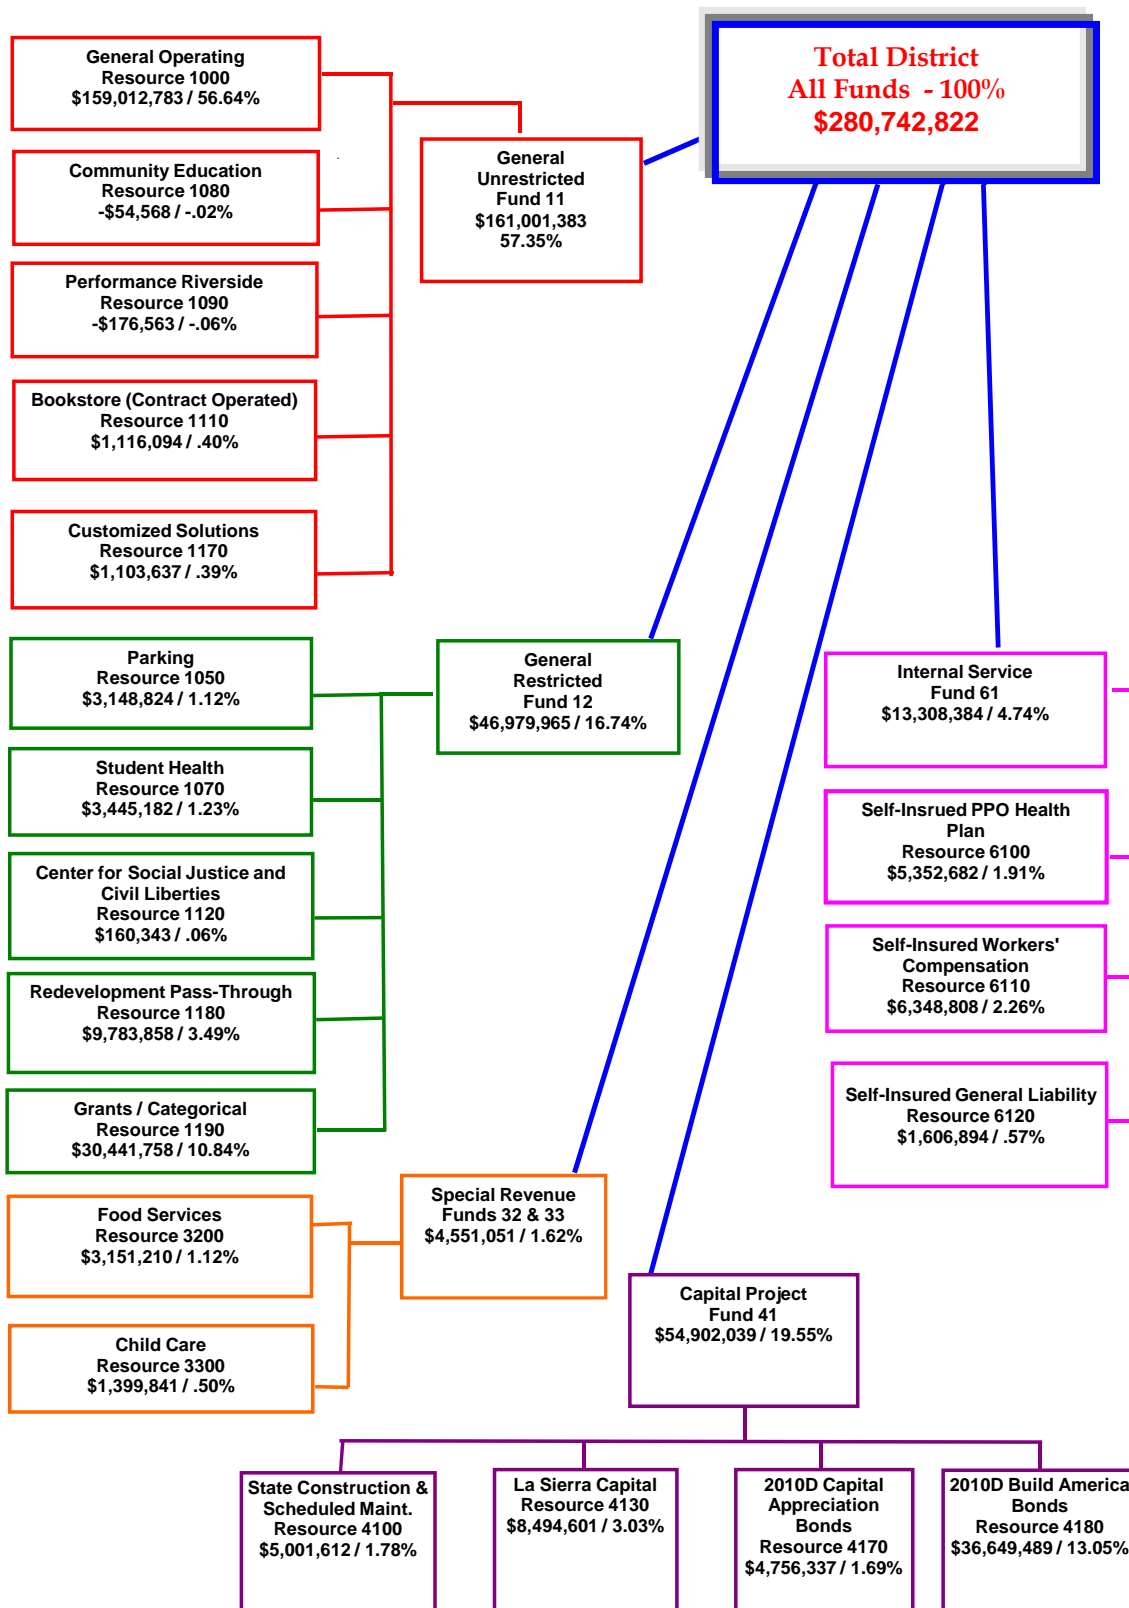 Total District
All Funds - 100%
$280,742,822
General Operating
Resource 1000
$159,012,783 / 56.64%
Community Education
Resource 1080
-$54,568 / -.02%
Performance Riverside
Resource 1090
-$176,563 / -.06%
Bookstore (Contract Operated)
Resource 1110
$1,116,094 / .40%
Customized Solutions
Resource 1170
$1,103,637 / .39%
General
Unrestricted
Fund 11
$161,001,383
57.35%
Parking
Resource 1050
$3,148,824 / 1.12%
Student Health
Resource 1070
$3,445,182 / 1.23%
Center for Social Justice and
Civil Liberties
Resource 1120
$160,343 / .06%
Redevelopment Pass-Through
Resource 1180
$9,783,858 / 3.49%
Grants / Categorical
Resource 1190
$30,441,758 / 10.84%
General
Restricted
Fund 12
$46,979,965 / 16.74%
Internal Service
Fund 61
$13,308,384 / 4.74%
Self-Insrued PPO Health
Plan
Resource 6100
$5,352,682 / 1.91%
Self-Insured Workers'
Compensation
Resource 6110
$6,348,808 / 2.26%
Self-Insured General Liability
Resource 6120
$1,606,894 / .57%
Food Services
Resource 3200
$3,151,210 / 1.12%
Child Care
Resource 3300
$1,399,841 / .50%
Special Revenue
Funds 32 & 33
$4,551,051 / 1.62%
Capital Project
Fund 41
$54,902,039 / 19.55%
State Construction &
Scheduled Maint.
Resource 4100
$5,001,612 / 1.78%
La Sierra Capital
Resource 4130
$8,494,601 / 3.03%
2010D Capital
Appreciation
Bonds
Resource 4170
$4,756,337 / 1.69%
2010D Build America
Bonds
Resource 4180
$36,649,489 / 13.05%